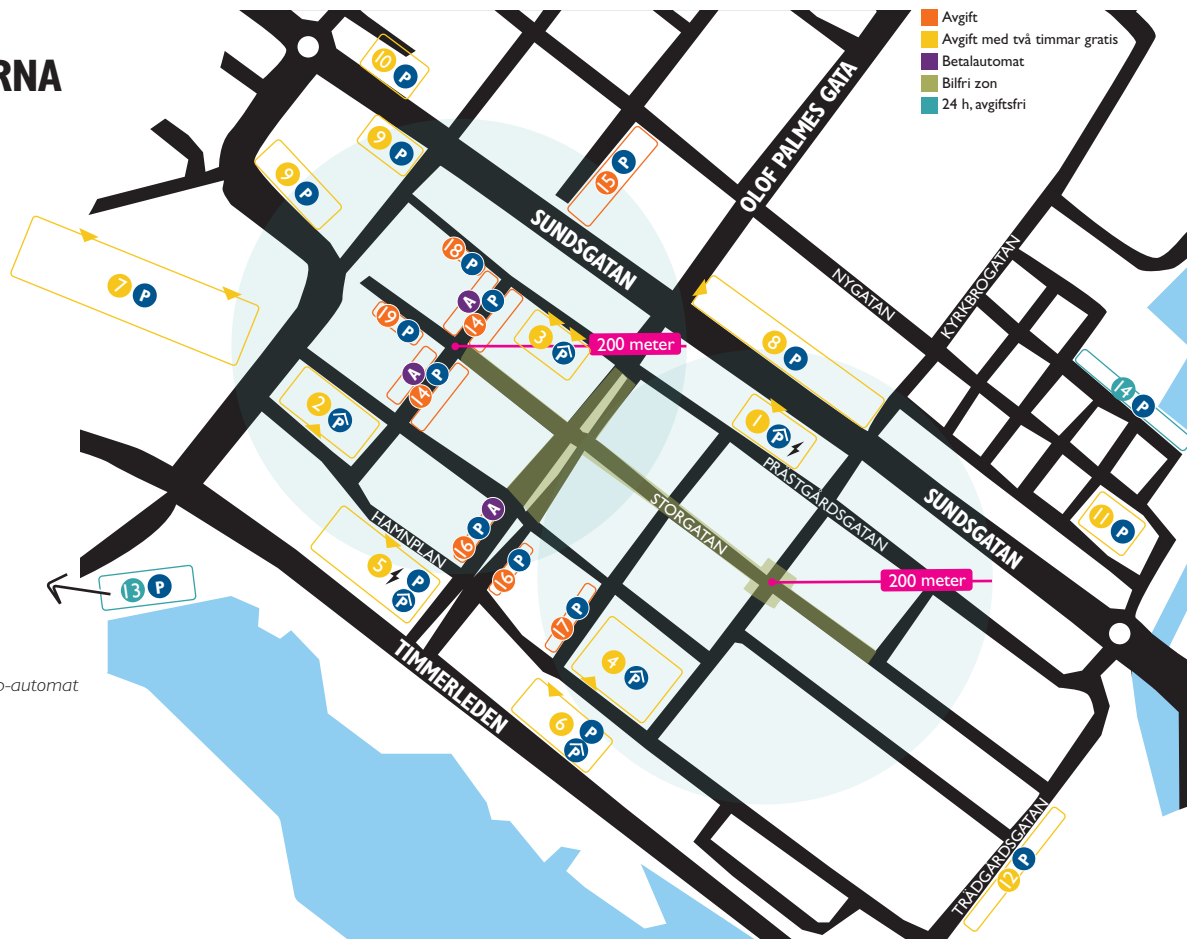 RNA
Avgift
Avgift med två timmar gratis
Betalautomat
Bilfri zon
24 h, avgiftsfri
10 P
9 P
9 P
15 P
OLOF PALMES GATA
SUNDSGATAN
KYRKBROGATAN
NYGATAN
7 P
18 P
A P
14
19 P
3 P
200 meter
8 P
A P
14
14 P
2 P
1 P
PRÄSTGÅRDSGATAN
STORGATAN
SUNDSGATAN
11 P
A
P
16
HAMNPLAN
5 P
P
16 P
200 meter
13 P
17 P
4 P
o-automat
TIMMERLEDEN
6 P
P
TRÄDGÅRDSGATAN
12 P